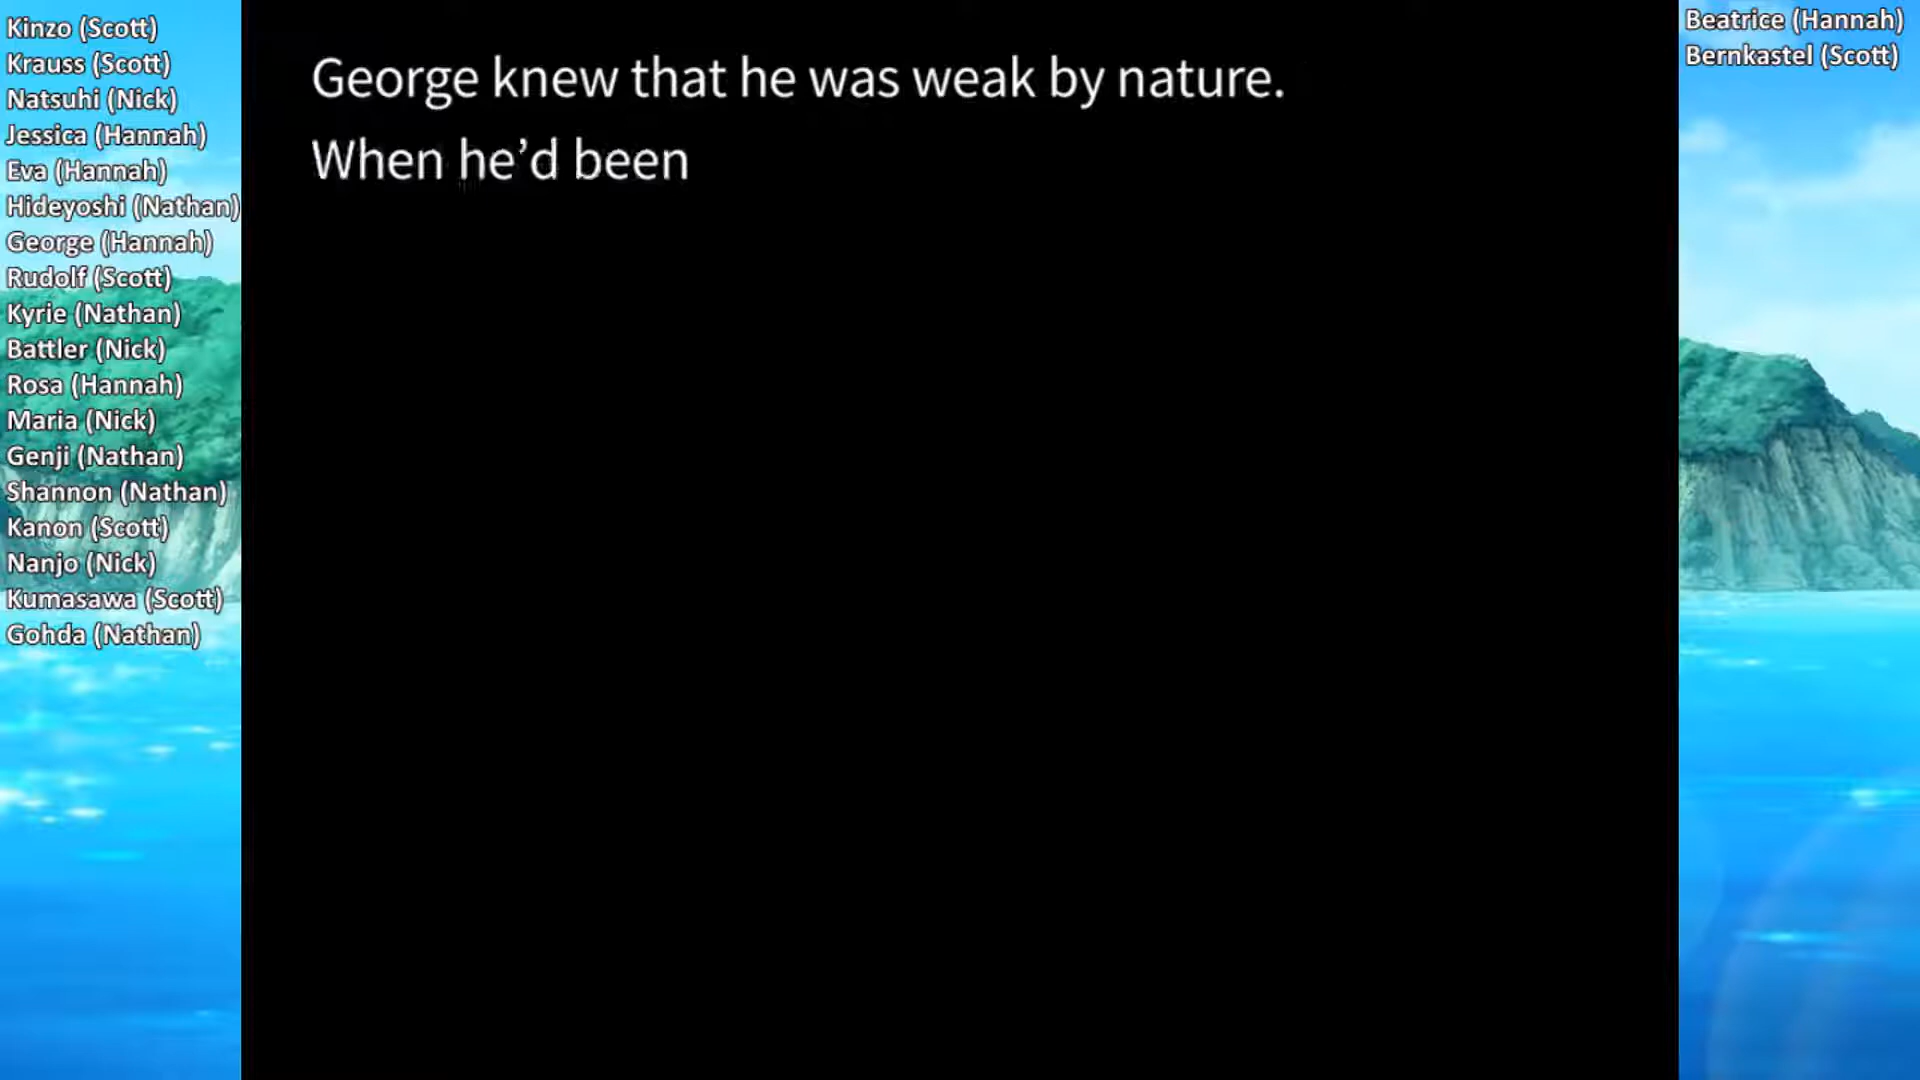 Kinzo (Scott)
Krauss (Scott)
Natsuhi (Nick)
Jessica (Hannah)
Eva (Hannah)
Hideyoshi (Nathan)
George (Hannah)
Rudolf (Scott)
Kyrie (Nathan)
Battler (Nick)
Rosa (Hannah)
Maria (Nick)
Genji (Nathan)
Shannon (Nathan)
Kanon (Scott)
Nanjo (Nick)
Kumasawa (Scott)
Gohda (Nathan)
George knew that he was weak by nature.
When he’d been
Beatrice (Hannah)
Bernkastel (Scott)